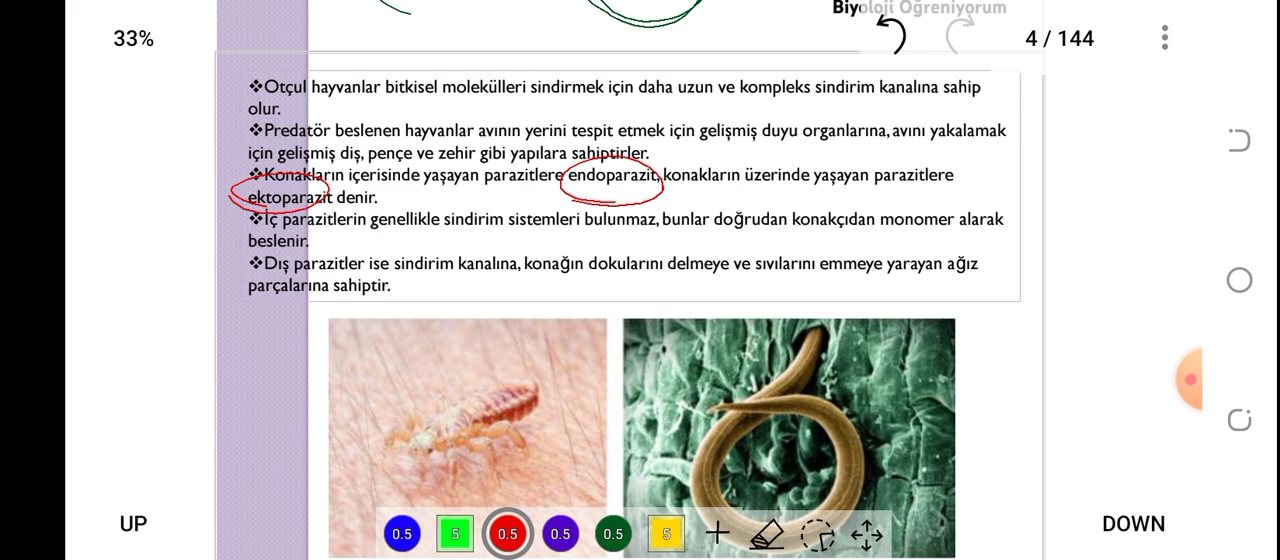 Biyoloji Öğreniyorum
33%
4 / 144
❖Otçul hayvanlar bitkisel molekülleri sindirmek için daha uzun ve kompleks sindirim kanalına sahip
olur.
❖Predatör beslenen hayvanlar avının yerini tespit etmek için gelişmiş duyu organlarına, avını yakalamak
için gelişmiş diş, pençe ve zehir gibi yapılara sahiptirler.
❖Konakların içerisinde yaşayan parazitlere endoparazit, konakların üzerinde yaşayan parazitlere
ektoparazit denir.
❖İç parazitlerin genellikle sindirim sistemleri bulunmaz, bunlar doğrudan konakçıdan monomer alarak
beslenir.
❖Dış parazitler ise sindirim kanalına, konağın dokularını delmeye ve sıvılarını emmeye yarayan ağız
parçalarına sahiptir.
UP
0.5
5
0.5
0.5
0.5
5
DOWN